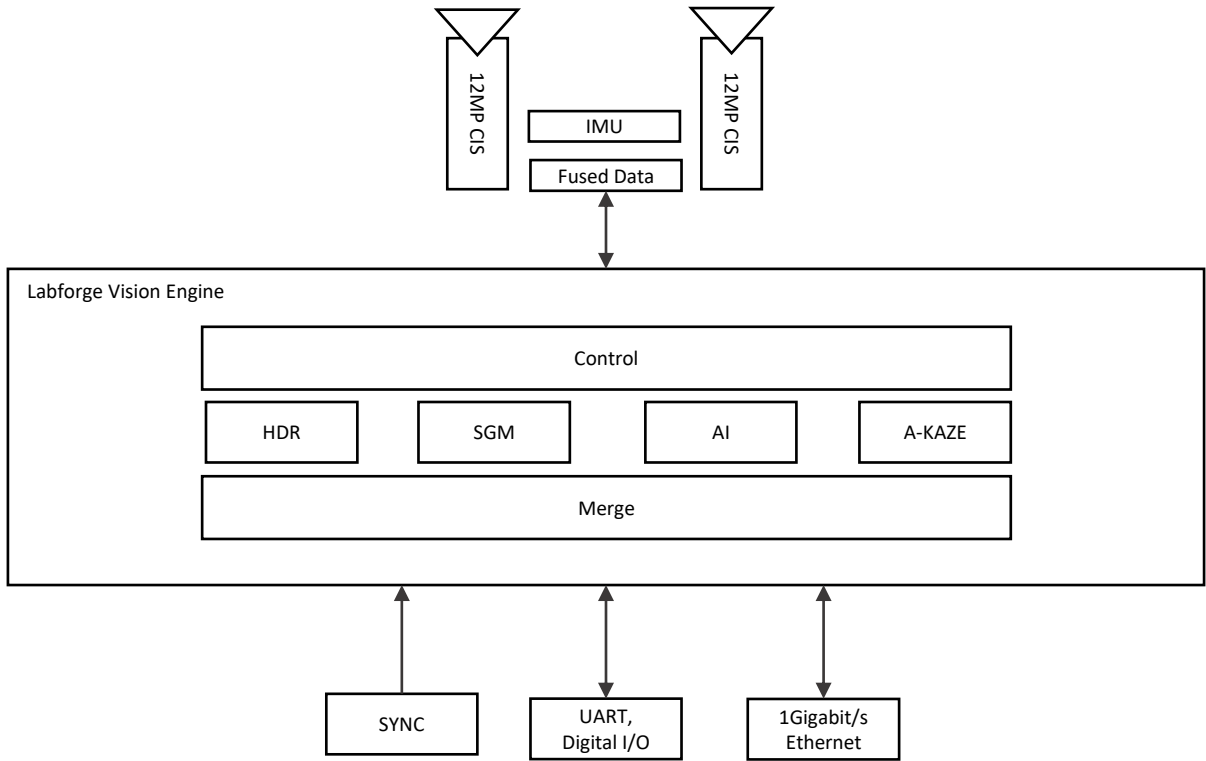 12MP CIS
12MP CIS
IMU
Fused Data
Labforge Vision Engine
Control
HDR
SGM
AI
A-KAZE
Merge
SYNC
UART,
Digital I/O
1Gigabit/s
Ethernet